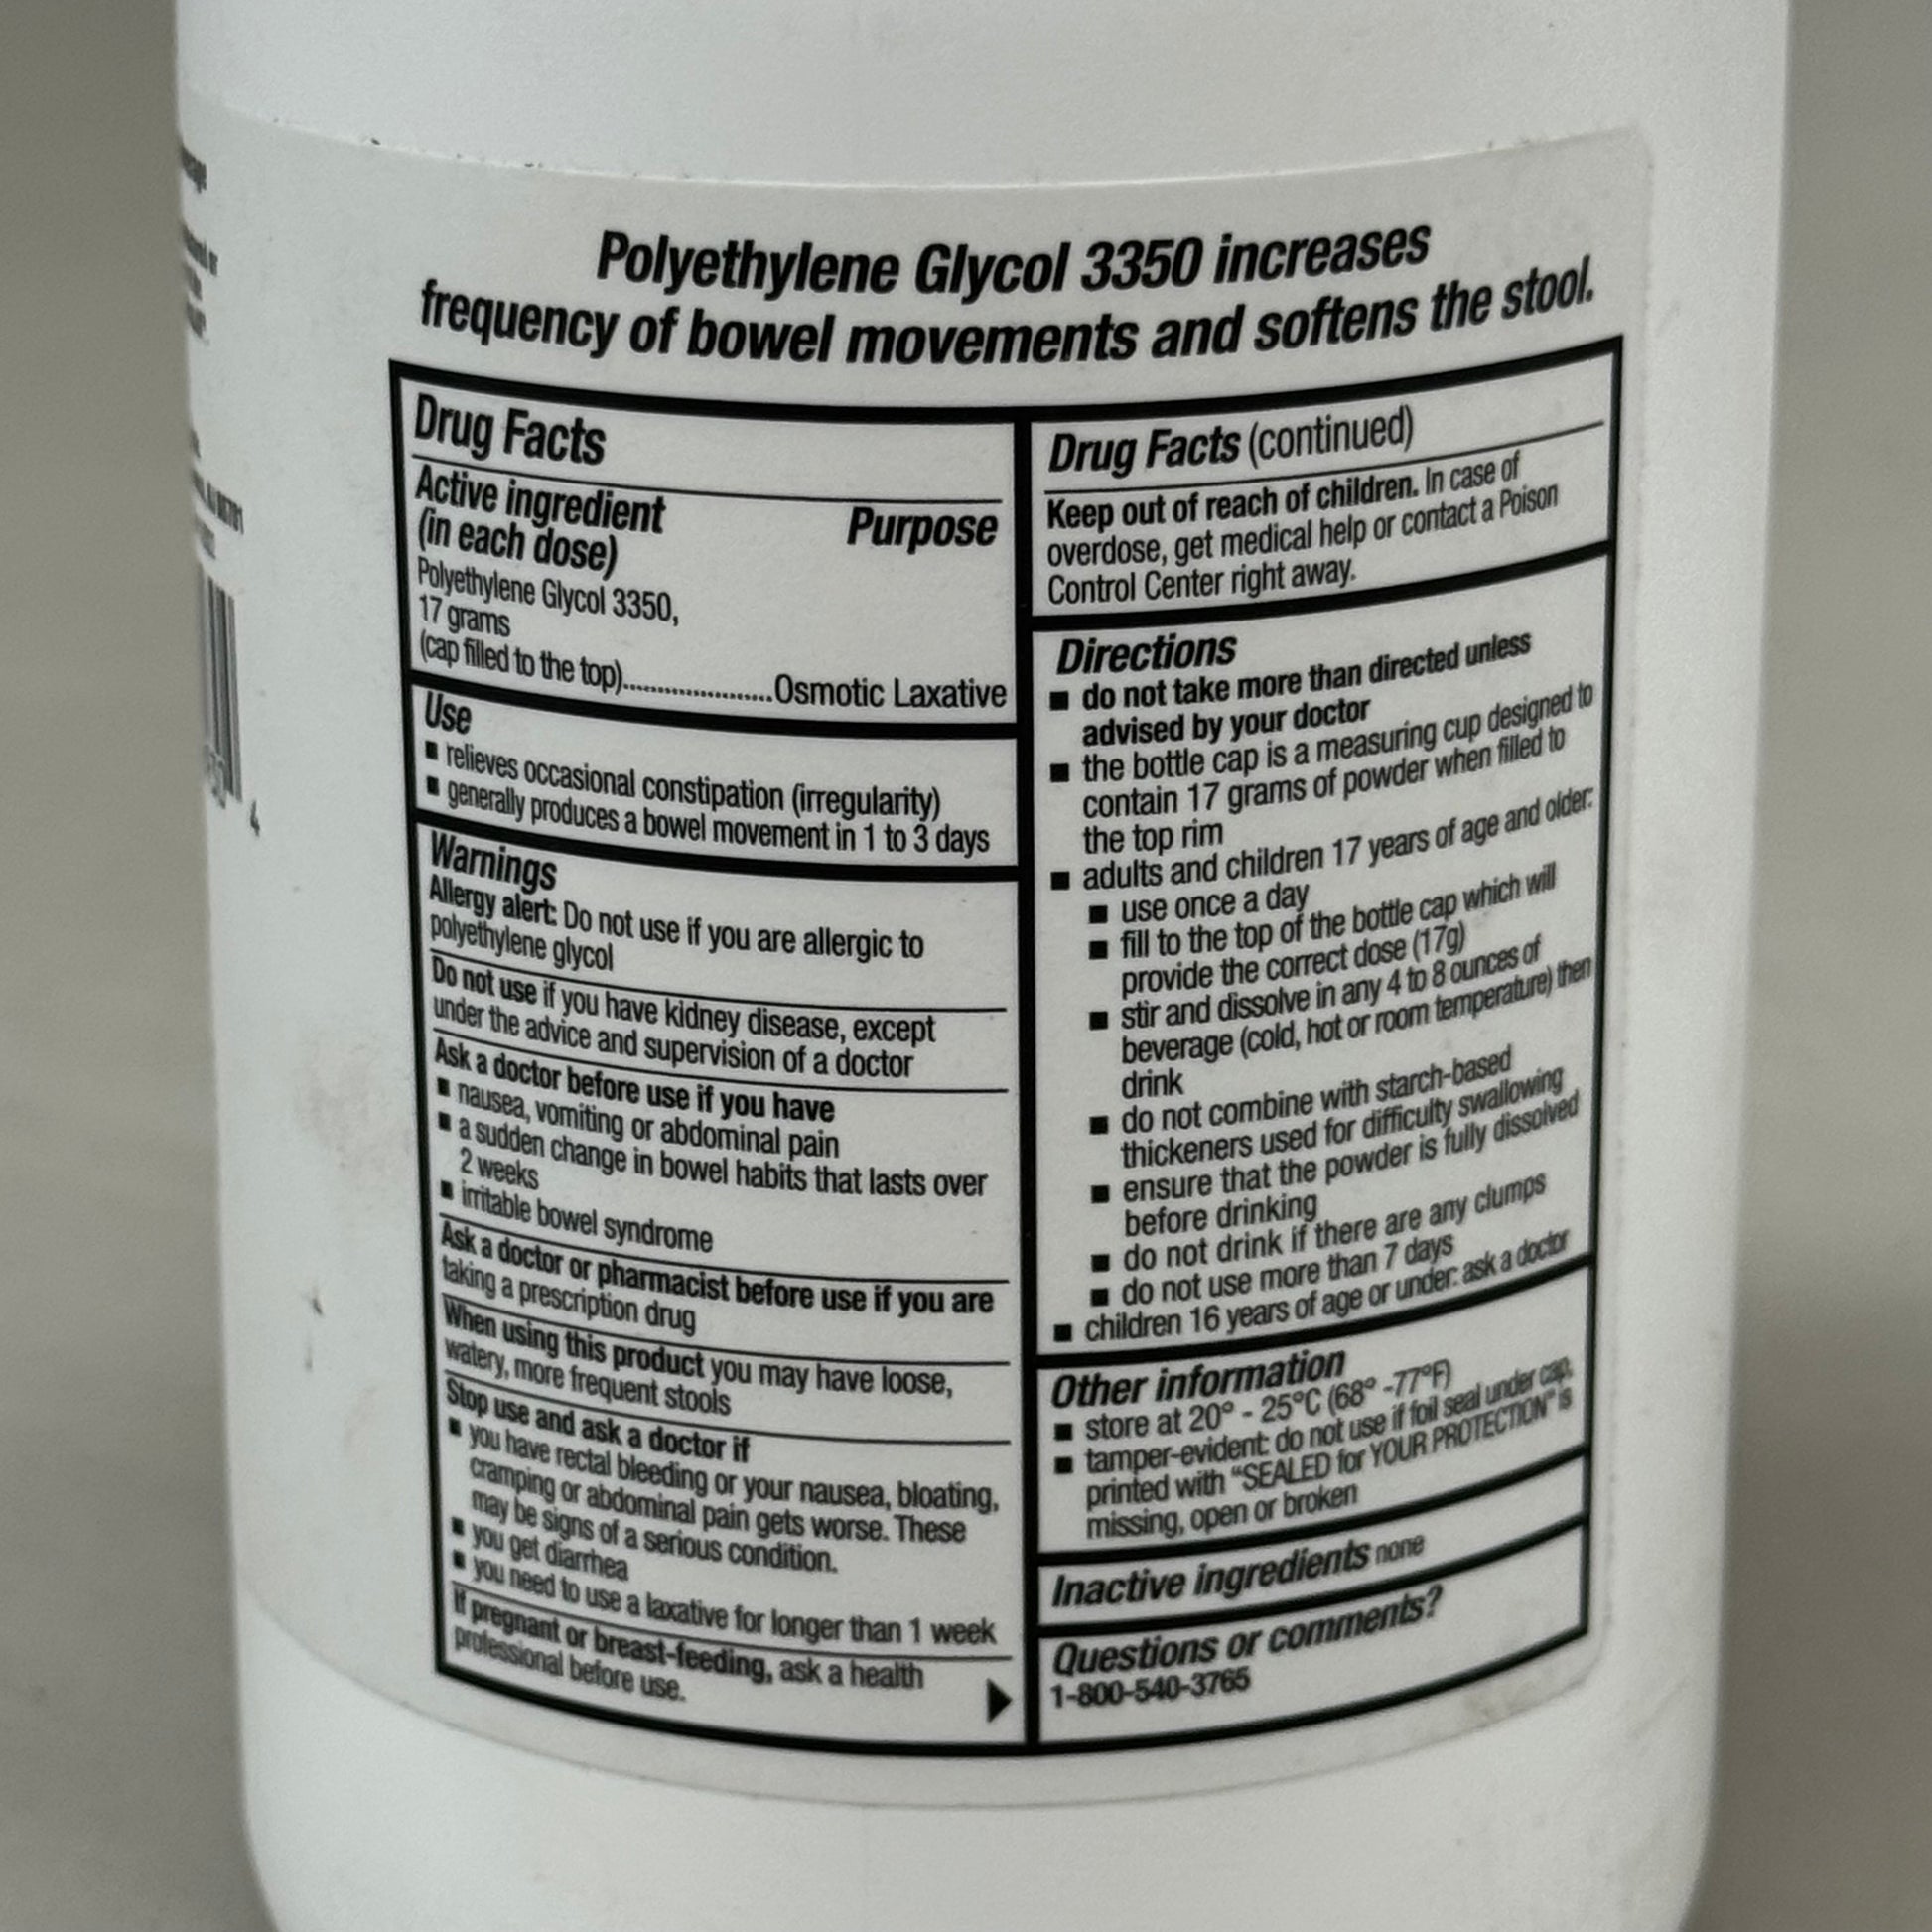 Polyethylene Glycol 3350 increases
frequency of bowel movements and softens the stool.
Drug Facts
Active ingredient
(in each dose)
Purpose
Polyethylene Glycol 3350,
17 grams
(cap filled to the top)......................Osmotic Laxative
Use
■ relieves occasional constipation (irregularity)
■ generally produces a bowel movement in 1 to 3 days
Warnings
Allergy alert: Do not use if you are allergic to
polyethylene glycol
Do not use if you have kidney disease, except
under the advice and supervision of a doctor
Ask a doctor before use if you have
■ nausea, vomiting or abdominal pain
■ a sudden change in bowel habits that lasts over
2 weeks
■ irritable bowel syndrome
Ask a doctor or pharmacist before use if you are
taking a prescription drug
When using this product you may have loose,
watery, more frequent stools
Stop use and ask a doctor if
■ you have rectal bleeding or your nausea, bloating,
cramping or abdominal pain gets worse. These
may be signs of a serious condition.
■ you get diarrhea
■ you need to use a laxative for longer than 1 week
If pregnant or breast-feeding, ask a health
professional before use.
Drug Facts (continued)
Keep out of reach of children. In case of
overdose, get medical help or contact a Poison
Control Center right away.
Directions
■ do not take more than directed unless
advised by your doctor
■ the bottle cap is a measuring cup designed to
contain 17 grams of powder when filled to
the top rim
■ adults and children 17 years of age and older:
■ use once a day
■ fill to the top of the bottle cap which will
provide the correct dose (17g)
■ stir and dissolve in any 4 to 8 ounces of
beverage (cold, hot or room temperature) then
drink
■ do not combine with starch-based
thickeners used for difficulty swallowing
■ ensure that the powder is fully dissolved
before drinking
■ do not drink if there are any clumps
■ do not use more than 7 days
■ children 16 years of age or under: ask a doctor
Other information
■ store at 20° - 25°C (68° -77°F)
■ tamper-evident: do not use if foil seal under cap,
printed with "SEALED for YOUR PROTECTION" is
missing, open or broken
Inactive ingredients none
Questions or comments?
1-800-540-3765
4